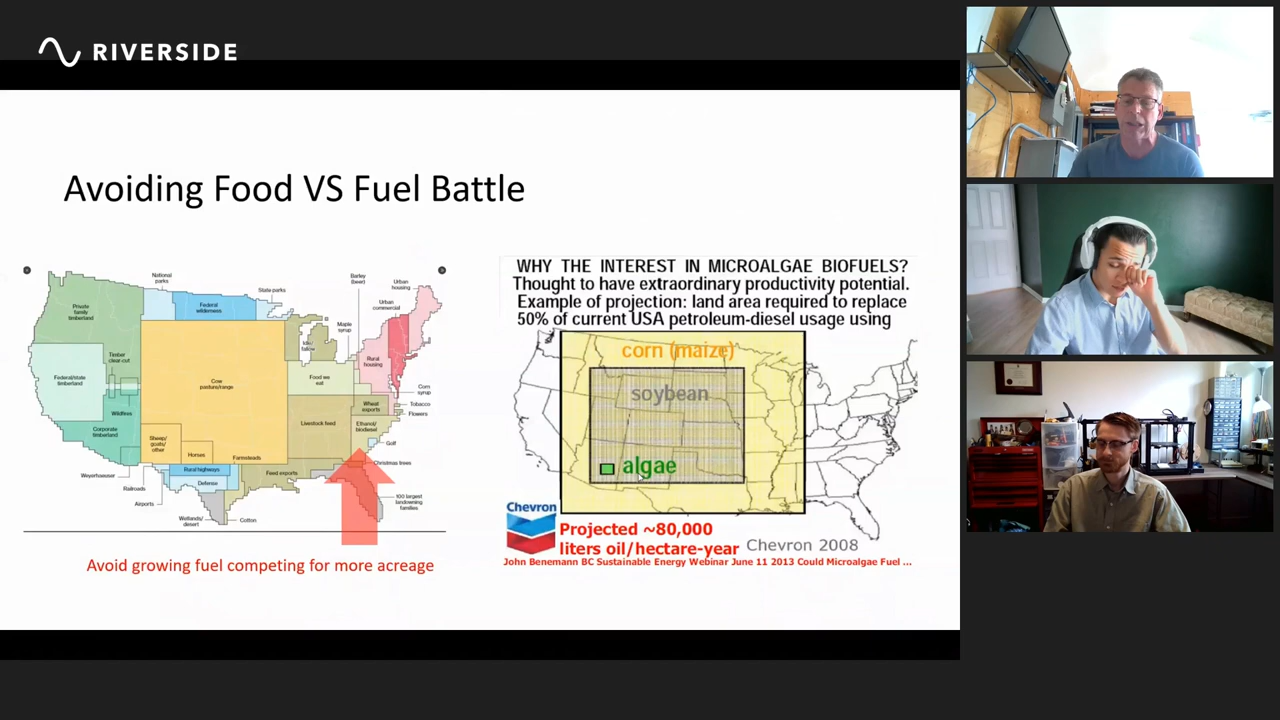 RIVERSIDE
Avoiding Food VS Fuel Battle
National
parks
State parks
Barley
(beer)
Urban
housing
Urban
commercial
Private
family
timberland
Federal
wilderness
Maple
syrup
Idle/
fallow
Rural
housing
Timber
clear-cut
Federal/state
timberland
Cow
pasture/range
Food we
eat
Corn
syrup
Wildfires
Wheat
exports
Tobacco
Flowers
Corporate
timberland
Livestock feed
Ethanol/
biodiesel
Golf
Sheep/
goats/
other
Horses
Farmsteads
Christmas trees
Weyerhaeuser
Rural highways
Feed exports
Railroads
Defense
Airports
100 largest
landowning
families
Wetlands/
desert
Cotton
Avoid growing fuel competing for more acreage
WHY THE INTEREST IN MICROALGAE BIOFUELS?
Thought to have extraordinary productivity potential.
Example of projection: land area required to replace
50% of current USA petroleum-diesel usage using
corn (maize)
soybean
algae
Chevron
Projected ~80,000
liters oil/hectare-year
Chevron 2008
John Benemann BC Sustainable Energy Webinar June 11 2013 Could Microalgae Fuel ...